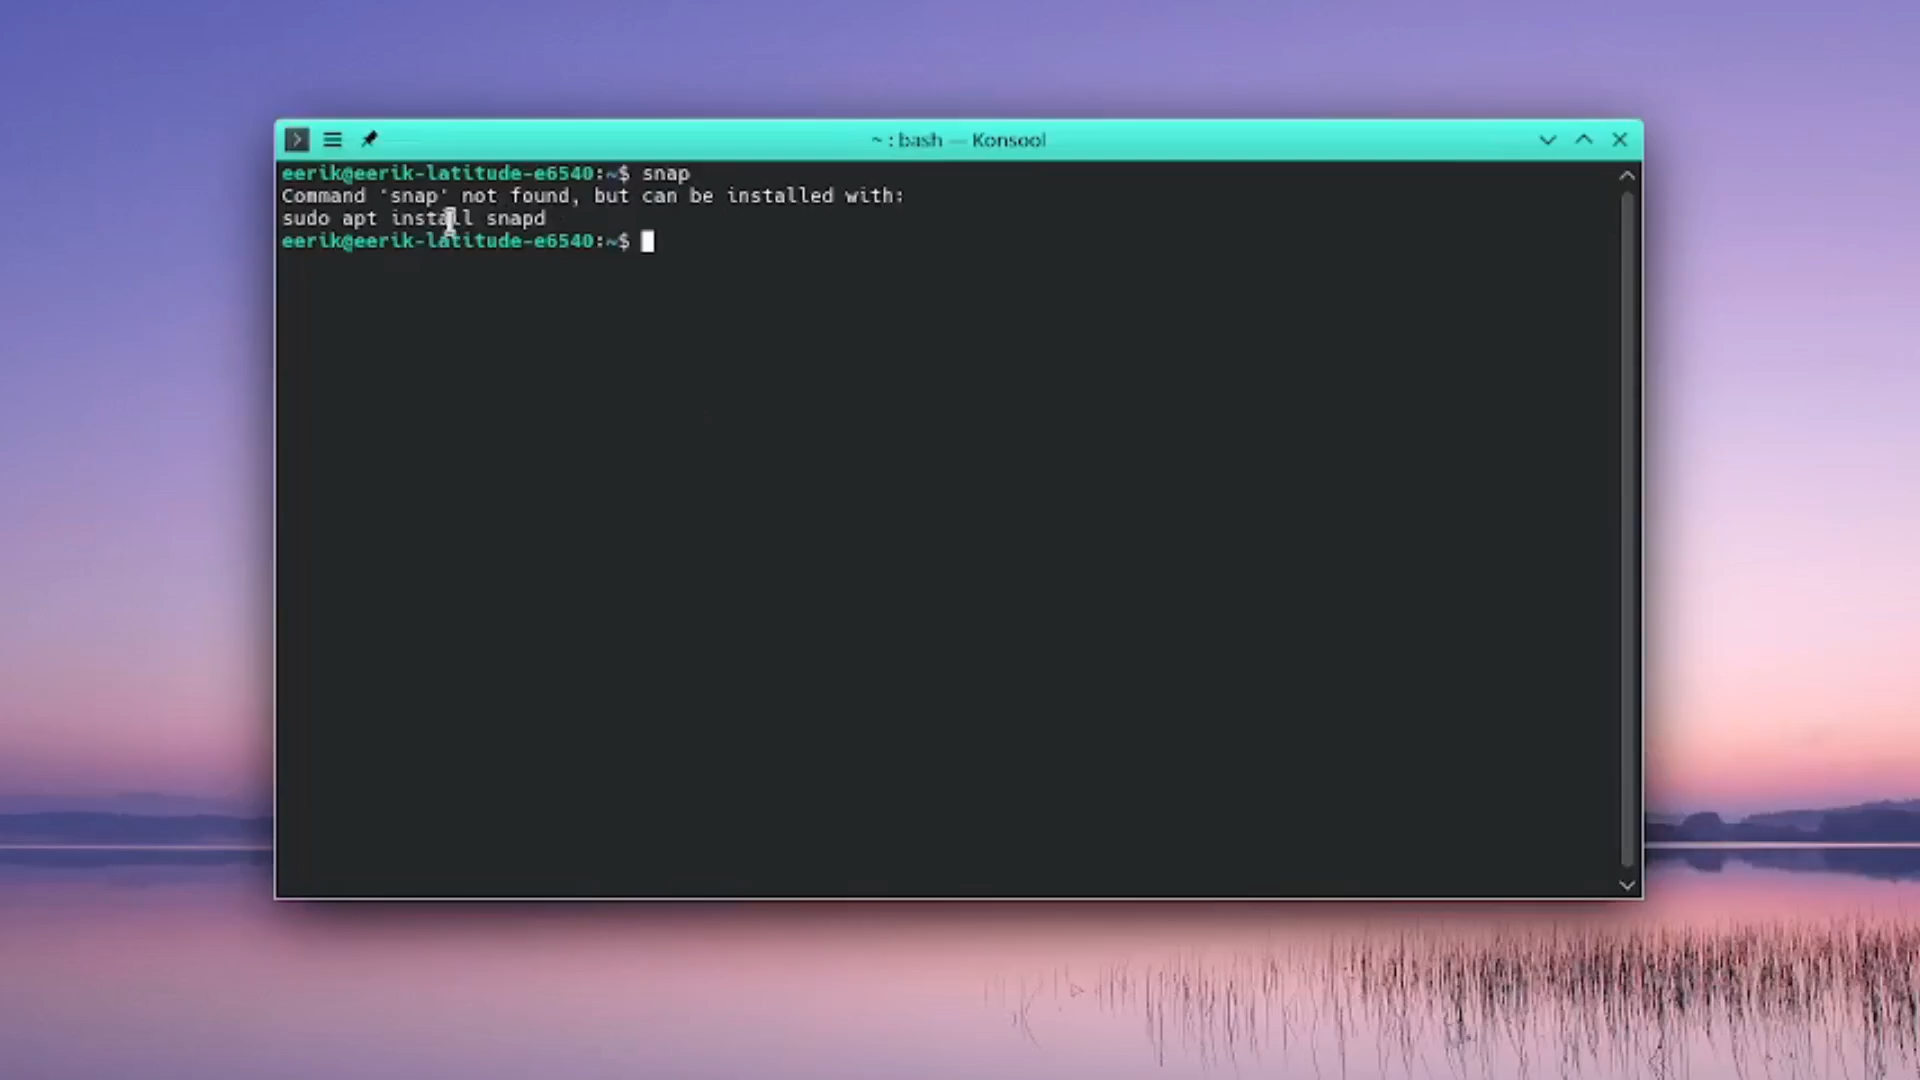 ~ : bash — Konsool
eerik@eerik-latitude-e6540:~$ snap
Command 'snap' not found, but can be installed with:
sudo apt install snapd
eerik@eerik-latitude-e6540:~$